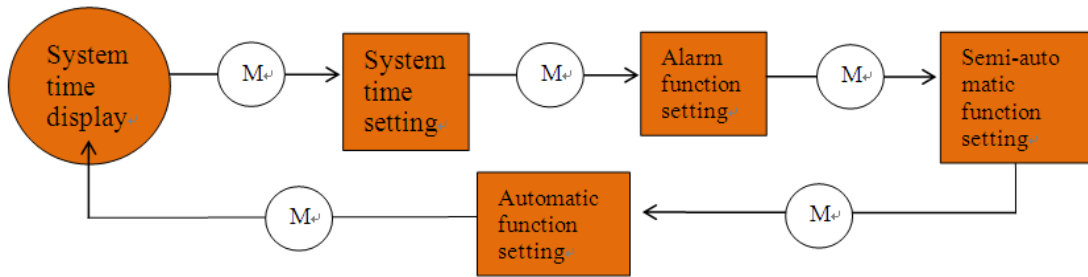 System
time
display
M
System
time
setting
M
Alarm
function
setting
M
Semi-auto
matic
function
setting
M
Automatic
function
setting
M